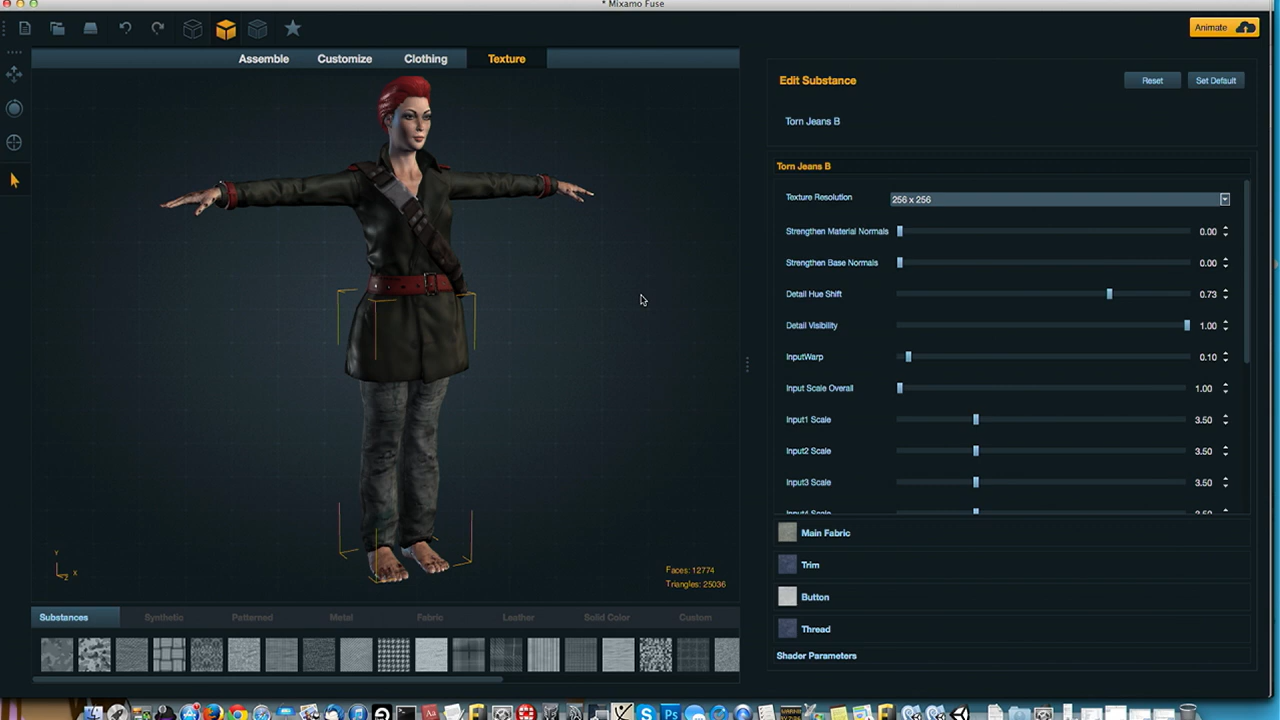 * Mixamo Fuse
Animate
Assemble Customize Clothing Texture
Edit Substance Reset Set Default
Torn Jeans B
Torn Jeans B
Texture Resolution 256 x 256
Strengthen Material Normals 0.00
Strengthen Base Normals 0.00
Detail Hue Shift 0.73
Detail Visibility 1.00
InputWarp 0.10
Input Scale Overall 1.00
Input1 Scale 3.50
Input2 Scale 3.50
Input3 Scale 3.50
Input4 Scale 3.50
Main Fabric
Trim
Button
Thread
Shader Parameters
Y
Z X
Faces: 12774
Triangles: 25036
Substances Synthetic Patterned Metal Fabric Leather Solid Color Custom